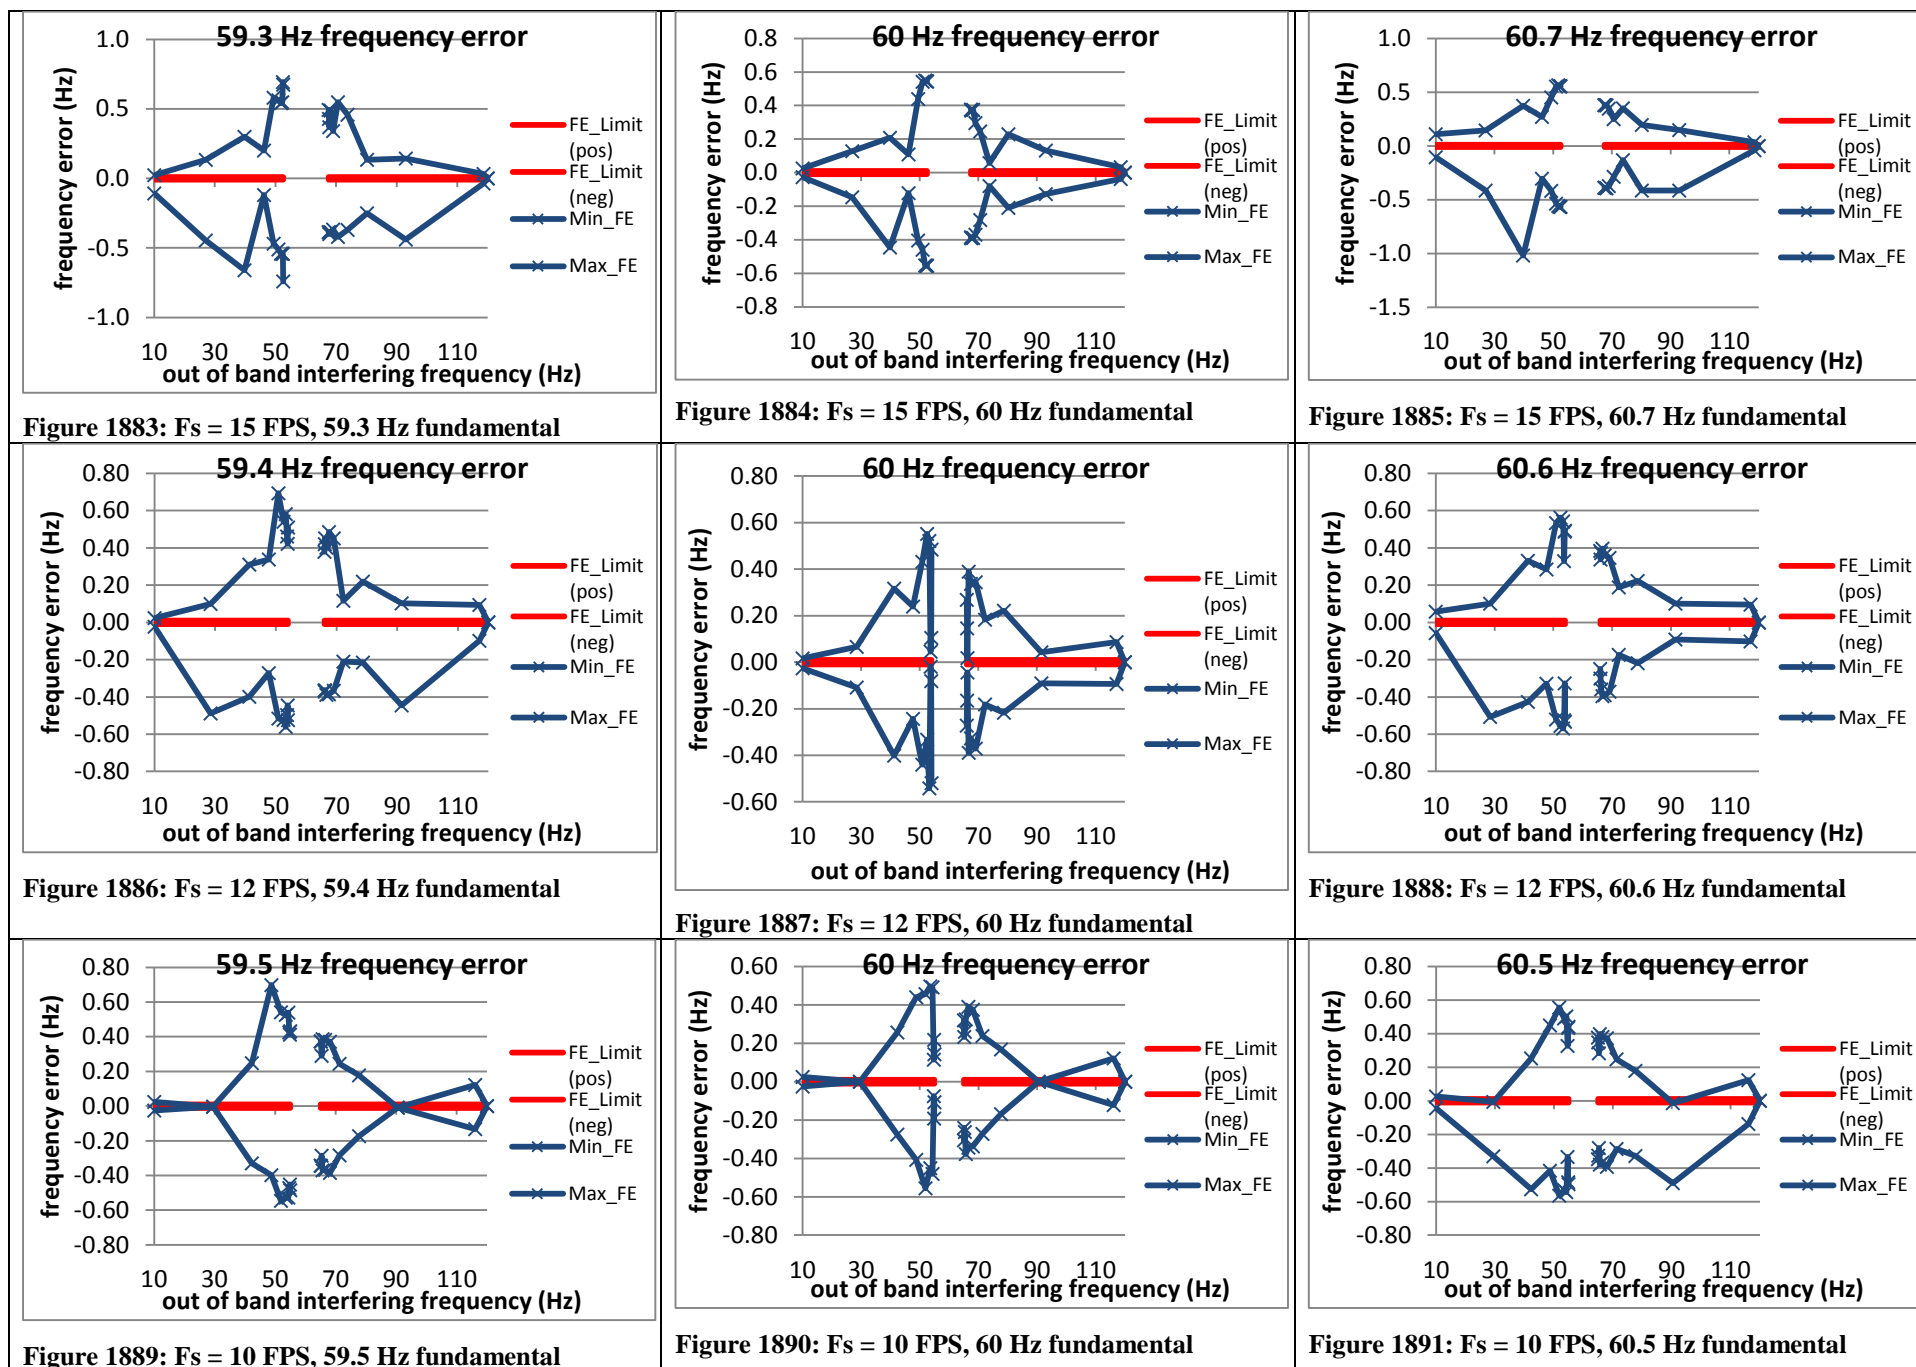 59.3 Hz frequency error
1.0
0.5
0.0
-0.5
-1.0
frequency error (Hz)
10 30 50 70 90 110
out of band interfering frequency (Hz)
FE_Limit
(pos)
FE_Limit
(neg)
Min_FE
Max_FE
Figure 1883: Fs = 15 FPS, 59.3 Hz fundamental
60 Hz frequency error
0.8
0.6
0.4
0.2
0.0
-0.2
-0.4
-0.6
-0.8
frequency error (Hz)
10 30 50 70 90 110
out of band interfering frequency (Hz)
FE_Limit
(pos)
FE_Limit
(neg)
Min_FE
Max_FE
Figure 1884: Fs = 15 FPS, 60 Hz fundamental
60.7 Hz frequency error
1.0
0.5
0.0
-0.5
-1.0
-1.5
frequency error (Hz)
10 30 50 70 90 110
out of band interfering frequency (Hz)
FE_Limit
(pos)
FE_Limit
(neg)
Min_FE
Max_FE
Figure 1885: Fs = 15 FPS, 60.7 Hz fundamental
59.4 Hz frequency error
0.80
0.60
0.40
0.20
0.00
-0.20
-0.40
-0.60
-0.80
frequency error (Hz)
10 30 50 70 90 110
out of band interfering frequency (Hz)
FE_Limit
(pos)
FE_Limit
(neg)
Min_FE
Max_FE
Figure 1886: Fs = 12 FPS, 59.4 Hz fundamental
60 Hz frequency error
0.80
0.60
0.40
0.20
0.00
-0.20
-0.40
-0.60
frequency error (Hz)
10 30 50 70 90 110
out of band interfering frequency (Hz)
FE_Limit
(pos)
FE_Limit
(neg)
Min_FE
Max_FE
Figure 1887: Fs = 12 FPS, 60 Hz fundamental
60.6 Hz frequency error
0.80
0.60
0.40
0.20
0.00
-0.20
-0.40
-0.60
-0.80
frequency error (Hz)
10 30 50 70 90 110
out of band interfering frequency (Hz)
FE_Limit
(pos)
FE_Limit
(neg)
Min_FE
Max_FE
Figure 1888: Fs = 12 FPS, 60.6 Hz fundamental
59.5 Hz frequency error
0.80
0.60
0.40
0.20
0.00
-0.20
-0.40
-0.60
-0.80
frequency error (Hz)
10 30 50 70 90 110
out of band interfering frequency (Hz)
FE_Limit
(pos)
FE_Limit
(neg)
Min_FE
Max_FE
Figure 1889: Fs = 10 FPS, 59.5 Hz fundamental
60 Hz frequency error
0.60
0.40
0.20
0.00
-0.20
-0.40
-0.60
-0.80
frequency error (Hz)
10 30 50 70 90 110
out of band interfering frequency (Hz)
FE_Limit
(pos)
FE_Limit
(neg)
Min_FE
Max_FE
Figure 1890: Fs = 10 FPS, 60 Hz fundamental
60.5 Hz frequency error
0.80
0.60
0.40
0.20
0.00
-0.20
-0.40
-0.60
-0.80
frequency error (Hz)
10 30 50 70 90 110
out of band interfering frequency (Hz)
FE_Limit
(pos)
FE_Limit
(neg)
Min_FE
Max_FE
Figure 1891: Fs = 10 FPS, 60.5 Hz fundamental